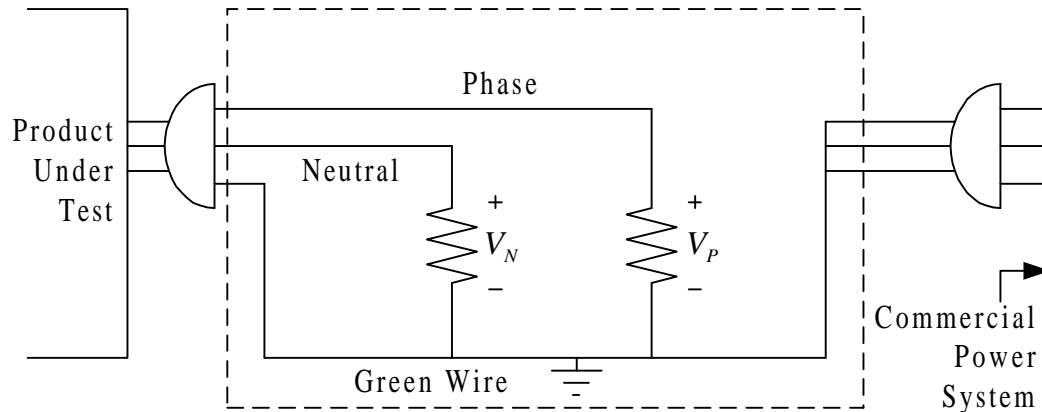 Phase
Product
Under
Test
Neutral
+
V_N
−
+
V_P
−
Green Wire
Commercial
Power
System